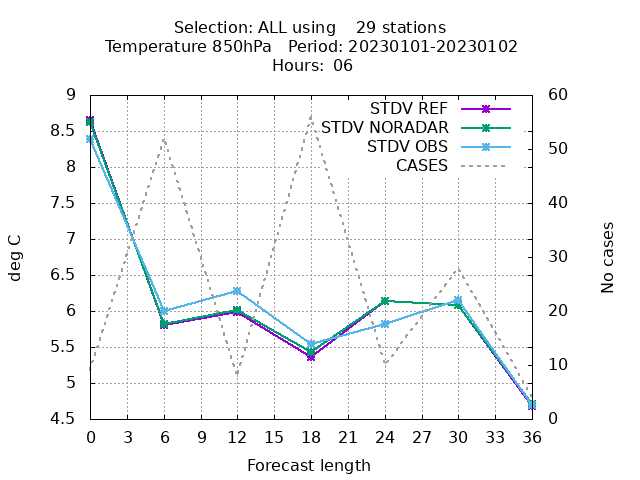 Selection: ALL using    29 stations
Temperature 850hPa   Period: 20230101-20230102
Hours:  06
STDV REF
STDV NORADAR
STDV OBS
CASES
deg C
9
8.5
8
7.5
7
6.5
6
5.5
5
4.5
No cases
60
50
40
30
20
10
0
0 3 6 9 12 15 18 21 24 27 30 33 36
Forecast length